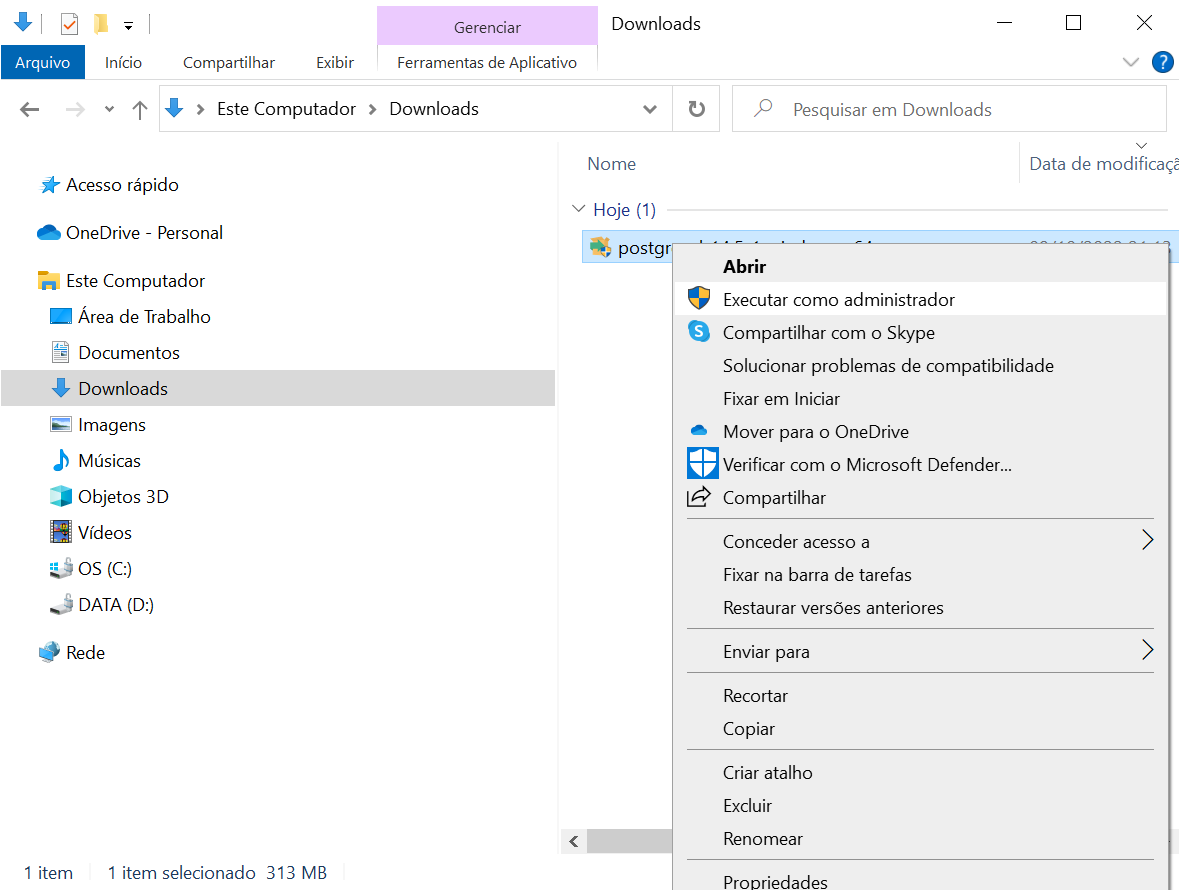 Gerenciar
Downloads
Arquivo
Início
Compartilhar
Exibir
Ferramentas de Aplicativo
?
Este Computador
Downloads
Pesquisar em Downloads
Nome
Data de modificaçã
Acesso rápido
OneDrive - Personal
Este Computador
Área de Trabalho
Documentos
Downloads
Imagens
Músicas
Objetos 3D
Vídeos
OS (C:)
DATA (D:)
Rede
Hoje (1)
Abrir
Executar como administrador
Compartilhar com o Skype
Solucionar problemas de compatibilidade
Fixar em Iniciar
Mover para o OneDrive
Verificar com o Microsoft Defender...
Compartilhar
Conceder acesso a
Fixar na barra de tarefas
Restaurar versões anteriores
Enviar para
Recortar
Copiar
Criar atalho
Excluir
Renomear
Propriedades
1 item
1 item selecionado 313 MB